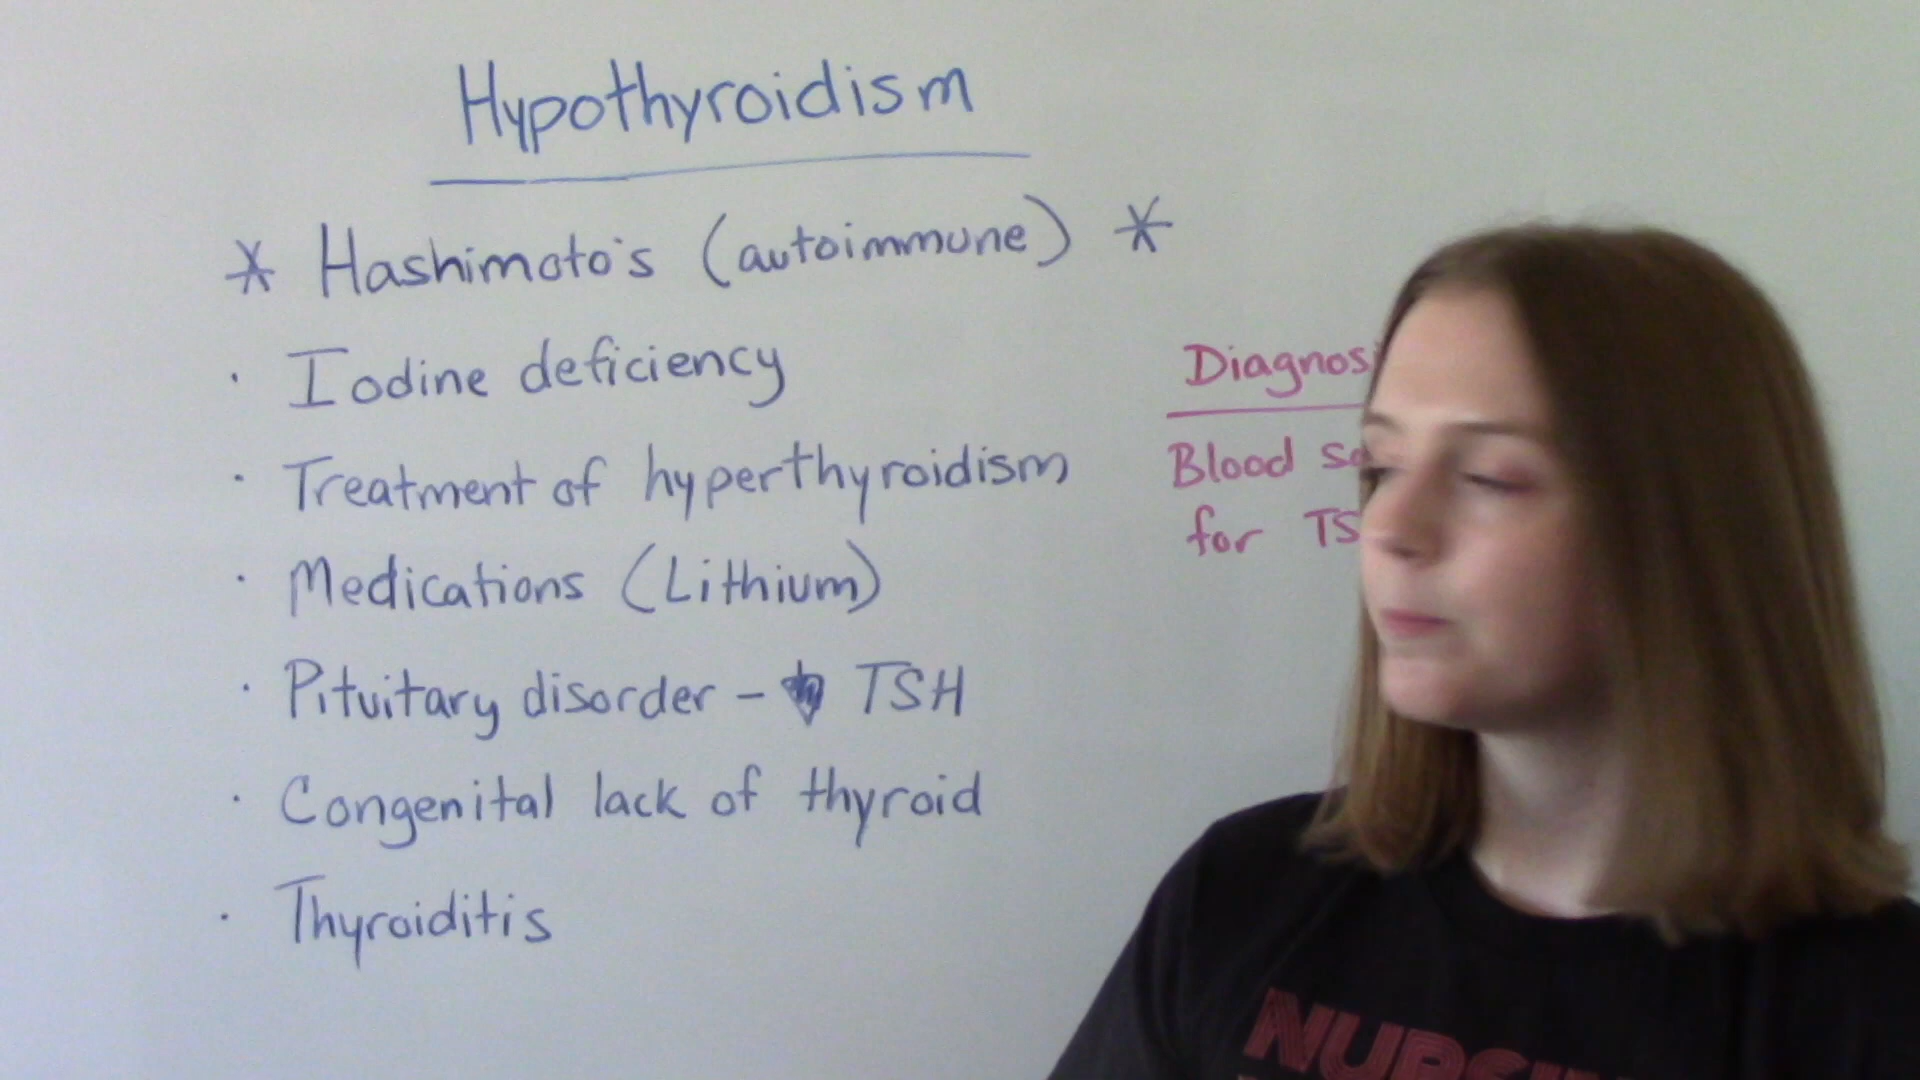 Hypothyroidism
* Hashimoto's (autoimmune) *
· Iodine deficiency
· Treatment of hyperthyroidism
· Medications (Lithium)
· Pituitary disorder - TSH
· Congenital lack of thyroid
· Thyroiditis
Diagnosi
Blood
for TS